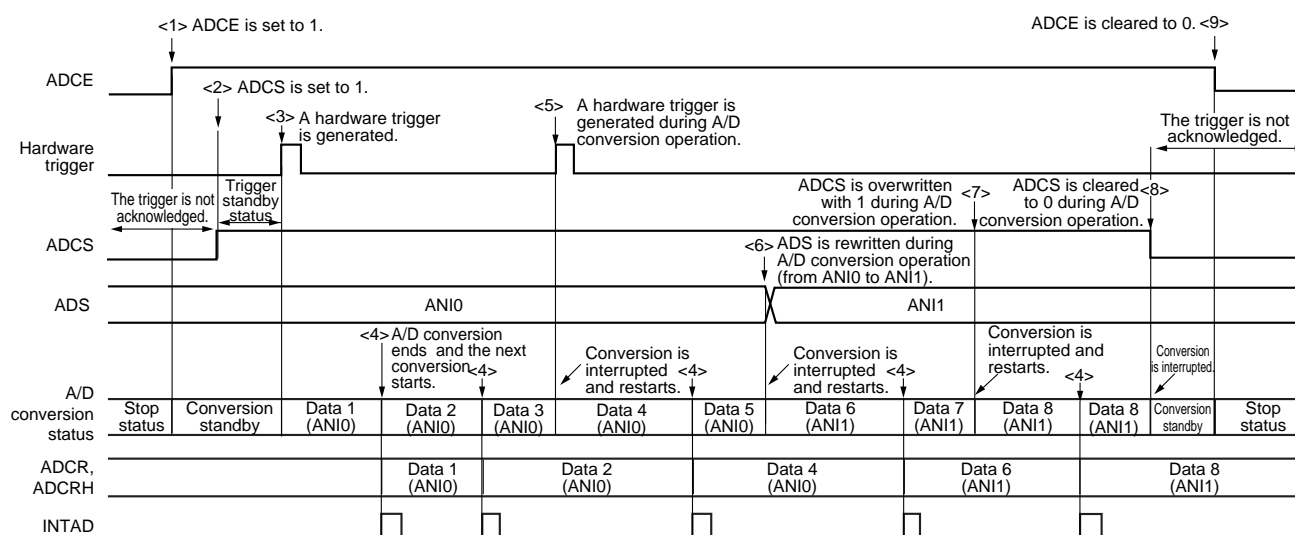 <1> ADCE is set to 1.
ADCE is cleared to 0. <9>
ADCE
<2> ADCS is set to 1.
<3> A hardware trigger
is generated.
<5> A hardware trigger is
generated during A/D
conversion operation.
The trigger is not
acknowledged.
Hardware
trigger
The trigger is not
acknowledged.
Trigger
standby
status
ADCS is overwritten
with 1 during A/D
conversion operation.
<7>
ADCS is cleared
to 0 during A/D
conversion operation.
<8>
ADCS
<6> ADS is rewritten during
A/D conversion operation
(from ANI0 to ANI1).
ADS
ANI0
ANI1
<4> A/D conversion
ends and the next
conversion
starts.
<4>
Conversion is
interrupted
and restarts.
<4>
Conversion is
interrupted
and restarts.
<4>
Conversion is
interrupted and
restarts.
<4>
Conversion
is interrupted.
A/D
conversion
status
Stop
status
Conversion
standby
Data 1
(ANI0)
Data 2
(ANI0)
Data 3
(ANI0)
Data 4
(ANI0)
Data 5
(ANI0)
Data 6
(ANI1)
Data 7
(ANI1)
Data 8
(ANI1)
Data 8
(ANI1)
Conversion
standby
Stop
status
ADCR,
ADCRH
Data 1
(ANI0)
Data 2
(ANI0)
Data 4
(ANI0)
Data 6
(ANI1)
Data 8
(ANI1)
INTAD